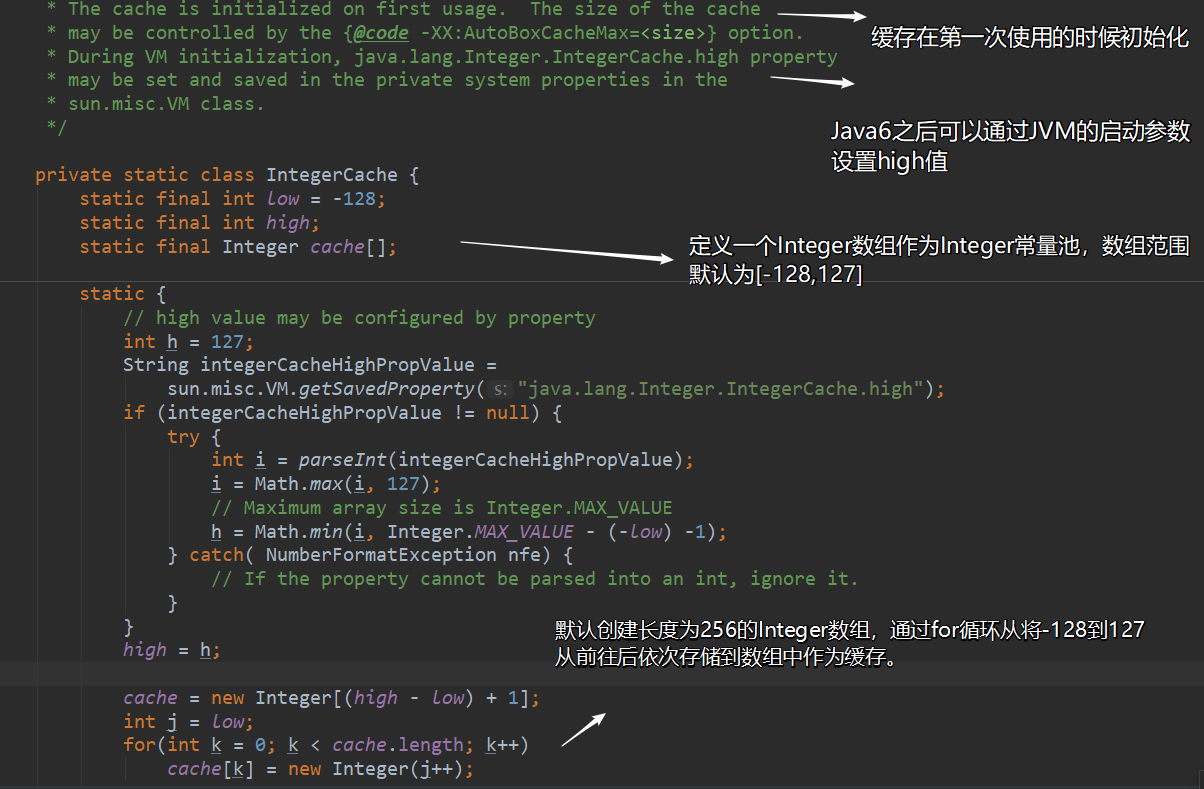 * The cache is initialized on first usage.  The size of the cache
缓存在第一次使用的时候初始化
* may be controlled by the {@code -XX:AutoBoxCacheMax=<size>} option.
* During VM initialization, java.lang.Integer.IntegerCache.high property
* may be set and saved in the private system properties in the
* sun.misc.VM class.
*/
Java6之后可以通过JVM的启动参数
设置high值
private static class IntegerCache {
static final int low = -128;
static final int high;
static final Integer cache[];
定义一个Integer数组作为Integer常量池，数组范围
默认为[-128,127]
static {
// high value may be configured by property
int h = 127;
String integerCacheHighPropValue =
sun.misc.VM.getSavedProperty( s: "java.lang.Integer.IntegerCache.high");
if (integerCacheHighPropValue != null) {
try {
int i = parseInt(integerCacheHighPropValue);
i = Math.max(i, 127);
// Maximum array size is Integer.MAX_VALUE
h = Math.min(i, Integer.MAX_VALUE - (-low) -1);
} catch( NumberFormatException nfe) {
// If the property cannot be parsed into an int, ignore it.
}
}
high = h;
默认创建长度为256的Integer数组，通过for循环从将-128到127
从前往后依次存储到数组中作为缓存。
cache = new Integer[(high - low) + 1];
int j = low;
for(int k = 0; k < cache.length; k++)
cache[k] = new Integer(j++);